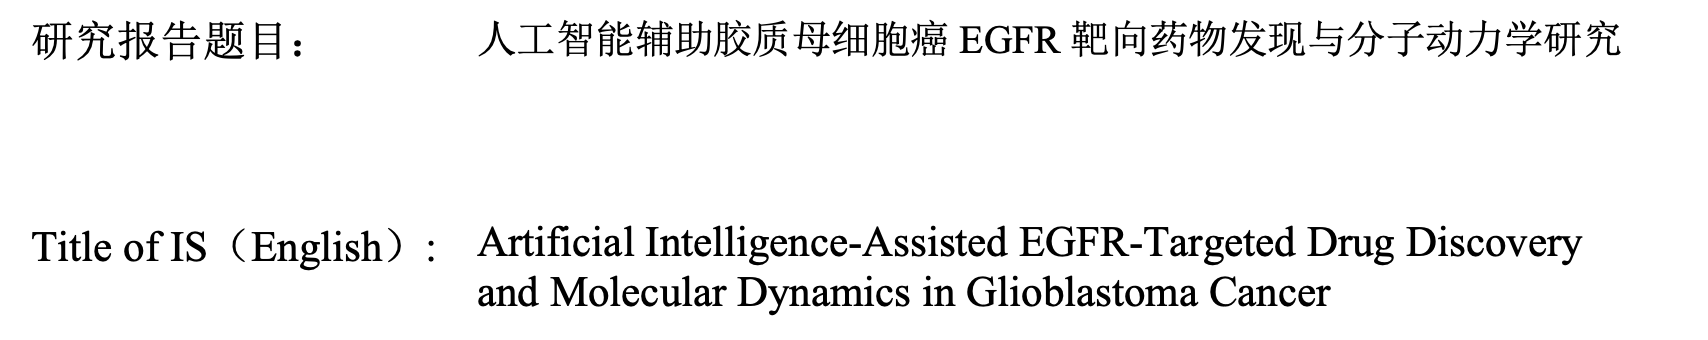 研究报告题目： 人工智能辅助胶质母细胞癌 EGFR 靶向药物发现与分子动力学研究
Title of IS（English）: Artificial Intelligence-Assisted EGFR-Targeted Drug Discovery
and Molecular Dynamics in Glioblastoma Cancer